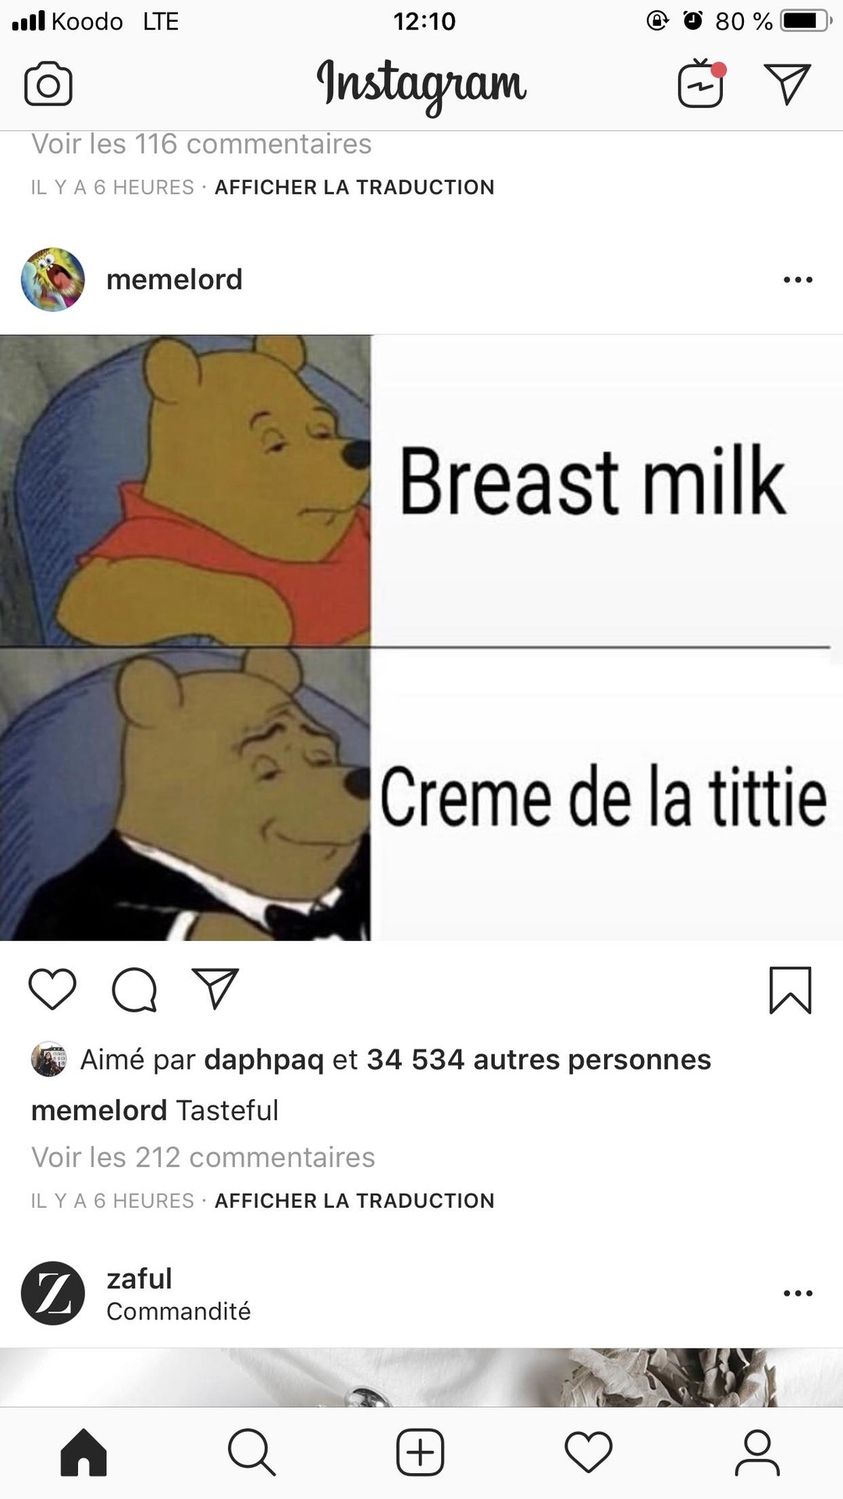 Koodo LTE 12:10 80 %
Instagram
Voir les 116 commentaires
IL Y A 6 HEURES · AFFICHER LA TRADUCTION
memelord
Breast milk
Creme de la tittie
Aimé par daphpaq et 34 534 autres personnes
memelord Tasteful
Voir les 212 commentaires
IL Y A 6 HEURES · AFFICHER LA TRADUCTION
Z
zaful
Commandité